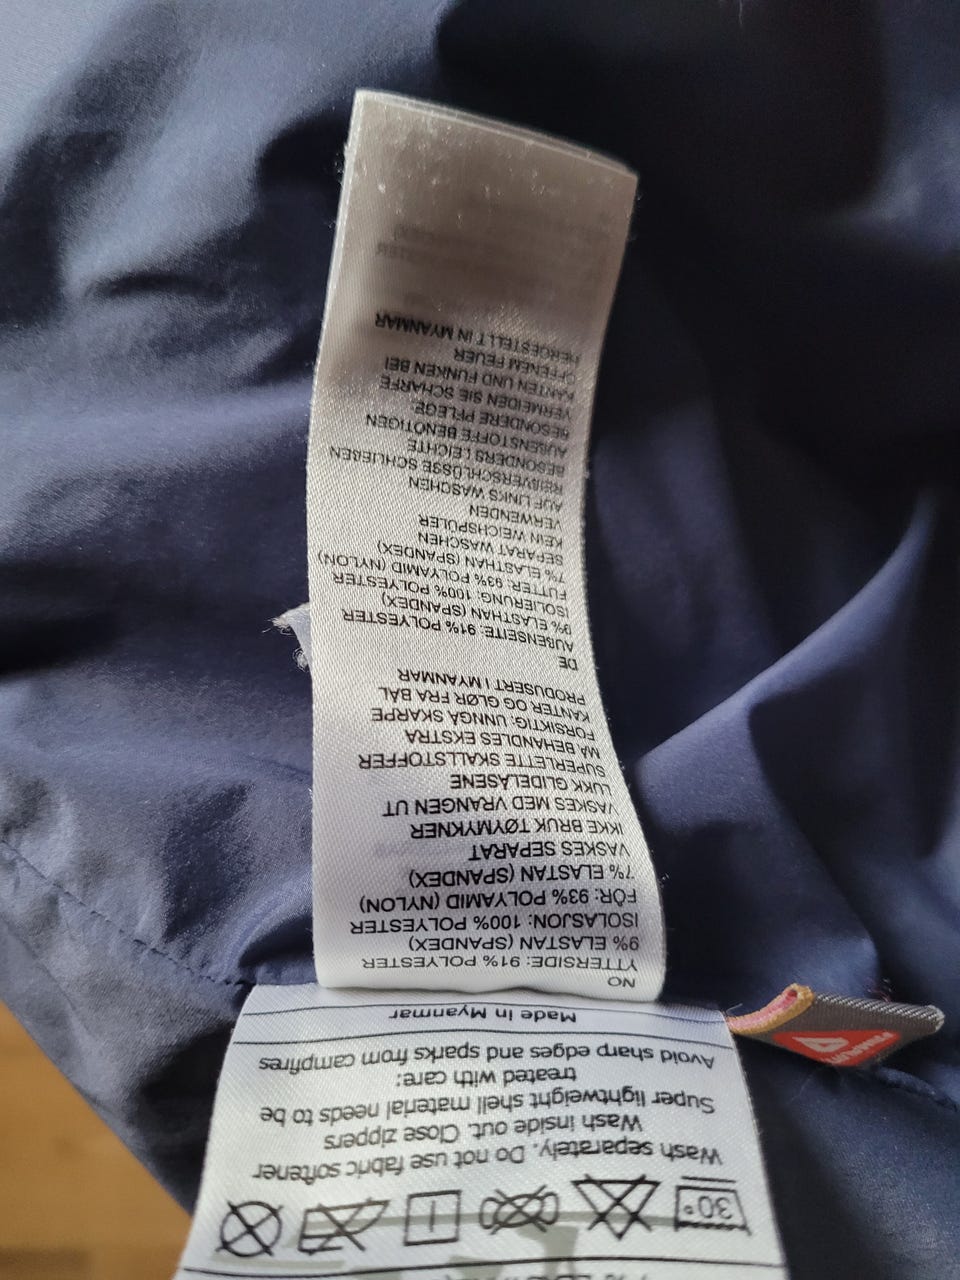 30°
Wash separately. Do not use fabric softener
Wash inside out. Close zippers
Super lightweight shell material needs to be
treated with care:
Avoid sharp edges and sparks from campfires
Made in Myanmar
NO
YTTERSIDE: 91% POLYESTER
9% ELASTAN (SPANDEX)
ISOLASJON: 100% POLYESTER
FÔR: 93% POLYAMID (NYLON)
7% ELASTAN (SPANDEX)
VASKES SEPARAT
IKKE BRUK TØYMYKNER
VASKES MED VRANGEN UT
LUKK GLIDELÅSENE
SUPERLETTE SKALLSTOFFER
MÅ BEHANDLES EKSTRA
FORSIKTIG: UNNGÅ SKARPE
KANTER OG GLØR FRA BÅL
PRODUSERT I MYANMAR
DE
AUßENSEITE: 91% POLYESTER
9% ELASTHAN (SPANDEX)
ISOLIERUNG: 100% POLYESTER
FUTTER: 93% POLYAMID (NYLON)
7% ELASTHAN (SPANDEX)
SEPARAT WASCHEN
KEIN WEICHSPÜLER
VERWENDEN
AUF LINKS WASCHEN
REIßVERSCHLÜSSE SCHLIEßEN
BESONDERS LEICHTE
AUßENSTOFFE BENÖTIGEN
BESONDERE PFLEGE:
VERMEIDEN SIE SCHARFE
KANTEN UND FUNKEN BEI
OFFENEM FEUER
HERGESTELLT IN MYANMAR